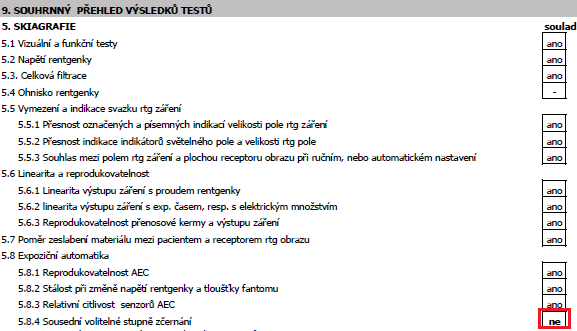 9. SOUHRNNÝ PŘEHLED VÝSLEDKŮ TESTŮ
5. SKIAGRAFIE soulad
5.1 Vizuální a funkční testy ano
5.2 Napětí rentgenky ano
5.3. Celková filtrace ano
5.4 Ohnisko rentgenky -
5.5 Vymezení a indikace svazku rtg záření
5.5.1 Přesnost označených a písemných indikací velikosti pole rtg záření ano
5.5.2 Přesnost indikace indikátorů světelného pole a velikosti rtg pole ano
5.5.3 Souhlas mezi polem rtg záření a plochou receptoru obrazu při ručním, nebo automatickém nastavení ano
5.6 Linearita a reprodukovatelnost
5.6.1 Linearita výstupu záření s proudem rentgenky ano
5.6.2 linearita výstupu záření s exp. časem, resp. s elektrickým množstvím ano
5.6.3 Reprodukovatelnost přenosové kermy a výstupu záření ano
5.7 Poměr zeslabení materiálu mezi pacientem a receptorem rtg obrazu ano
5.8 Expoziční automatika
5.8.1 Reprodukovatelnost AEC ano
5.8.2 Stálost při změně napětí rentgenky a tloušťky fantomu ano
5.8.3 Relativní citlivost senzorů AEC ano
5.8.4 Sousední volitelné stupně zčernání ne